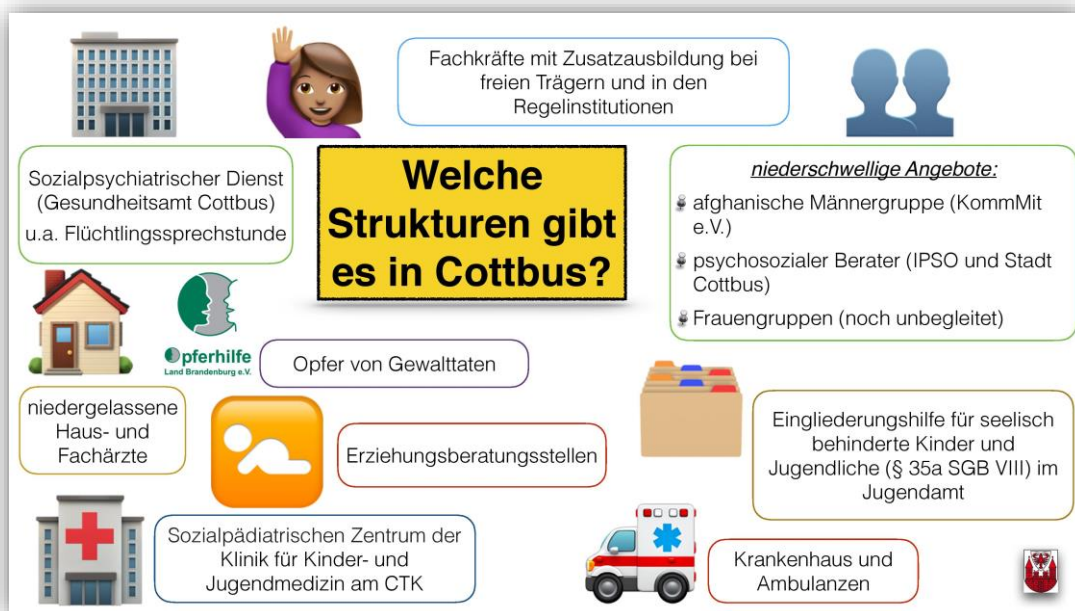 Fachkräfte mit Zusatzausbildung bei
freien Trägern und in den
Regelinstitutionen
Sozialpsychiatrischer Dienst
(Gesundheitsamt Cottbus)
u.a. Flüchtlingssprechstunde
Welche
Strukturen gibt
es in Cottbus?
niederschwellige Angebote:
afghanische Männergruppe (KommMit
e.V.)
psychosozialer Berater (IPSO und Stadt
Cottbus)
Frauengruppen (noch unbegleitet)
Opferhilfe
Land Brandenburg e.V.
Opfer von Gewalttaten
niedergelassene
Haus- und
Fachärzte
Erziehungsberatungsstellen
Eingliederungshilfe für seelisch
behinderte Kinder und
Jugendliche (§ 35a SGB VIII) im
Jugendamt
Sozialpädiatrischen Zentrum der
Klinik für Kinder- und
Jugendmedizin am CTK
Krankenhaus und
Ambulanzen